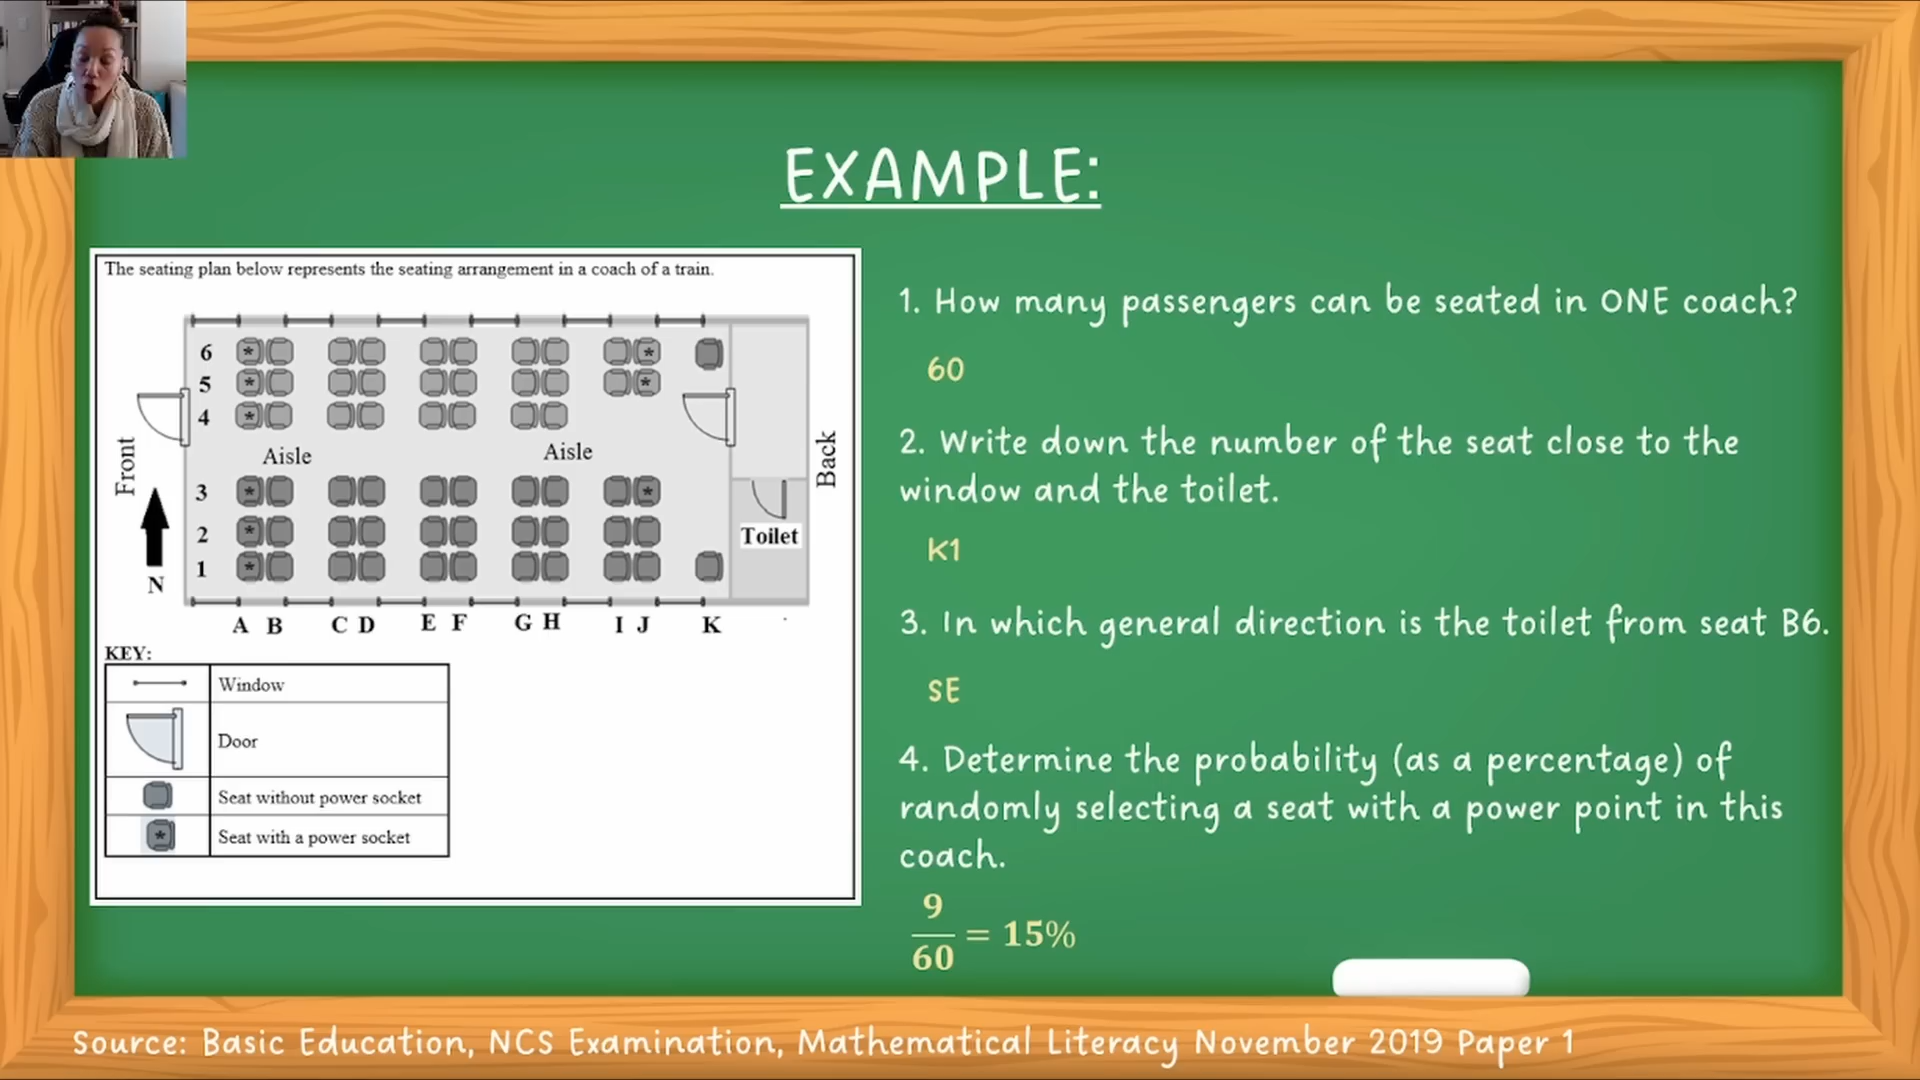 EXAMPLE:
The seating plan below represents the seating arrangement in a coach of a train.
6
*
*
5
*
*
4
*
Aisle
Aisle
Front
Back
3
*
*
2
*
1
*
Toilet
N
A B C D E F G H I J K
KEY:
Window
Door
Seat without power socket
*
Seat with a power socket
1. How many passengers can be seated in ONE coach?
60
2. Write down the number of the seat close to the
window and the toilet.
K1
3. In which general direction is the toilet from seat B6.
SE
4. Determine the probability (as a percentage) of
randomly selecting a seat with a power point in this
coach.
9
60
= 15%
Source: Basic Education, NCS Examination, Mathematical Literacy November 2019 Paper 1